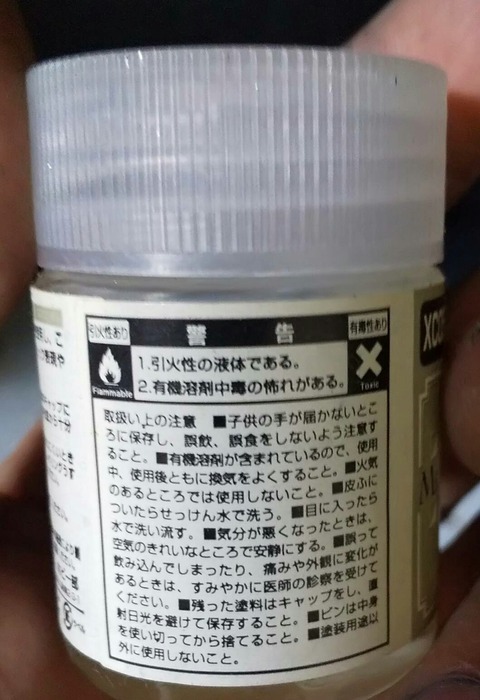 引火性あり
警告
有毒性あり
Flammable
1.引火性の液体である。
2.有機溶剤中毒の怖れがある。
Toxic
取扱い上の注意 ■子供の手が届かないとこ
ろに保存し、誤飲、誤食をしないよう注意す
ること。■有機溶剤が含まれているので、使用
中、使用後ともに換気をよくすること。■火気
のあるところでは使用しないこと。■皮ふに
ついたらせっけん水で洗う。■目に入ったら
水で洗い流す。■気分が悪くなったときは、
空気のきれいなところで安静にする。■誤って
飲み込んでしまったり、痛みや外観に変化が
あるときは、すみやかに医師の診察を受けて
ください。■残った塗料はキャップをし、直
射日光を避けて保存すること。■ビンは中身
を使い切ってから捨てること。■塗装用途以
外に使用しないこと。